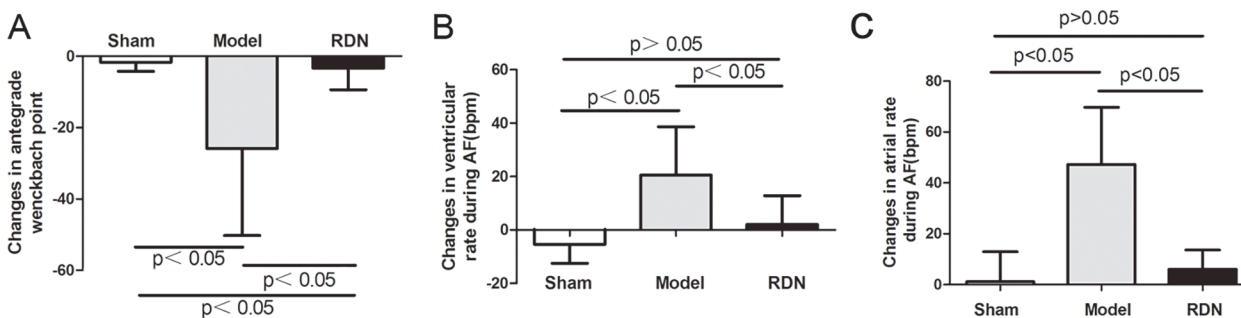 A
Sham Model RDN
0
-20
-40
-60
Changes in antegrade
wenckbach point
p< 0.05
p< 0.05
p< 0.05
B
p> 0.05
p< 0.05
p< 0.05
60
40
20
0
-20
Changes in ventricular
rate during AF(bpm)
Sham Model RDN
C
p>0.05
p<0.05
p<0.05
80
60
40
20
0
Changes in atrial rate
during AF(bpm)
Sham Model RDN